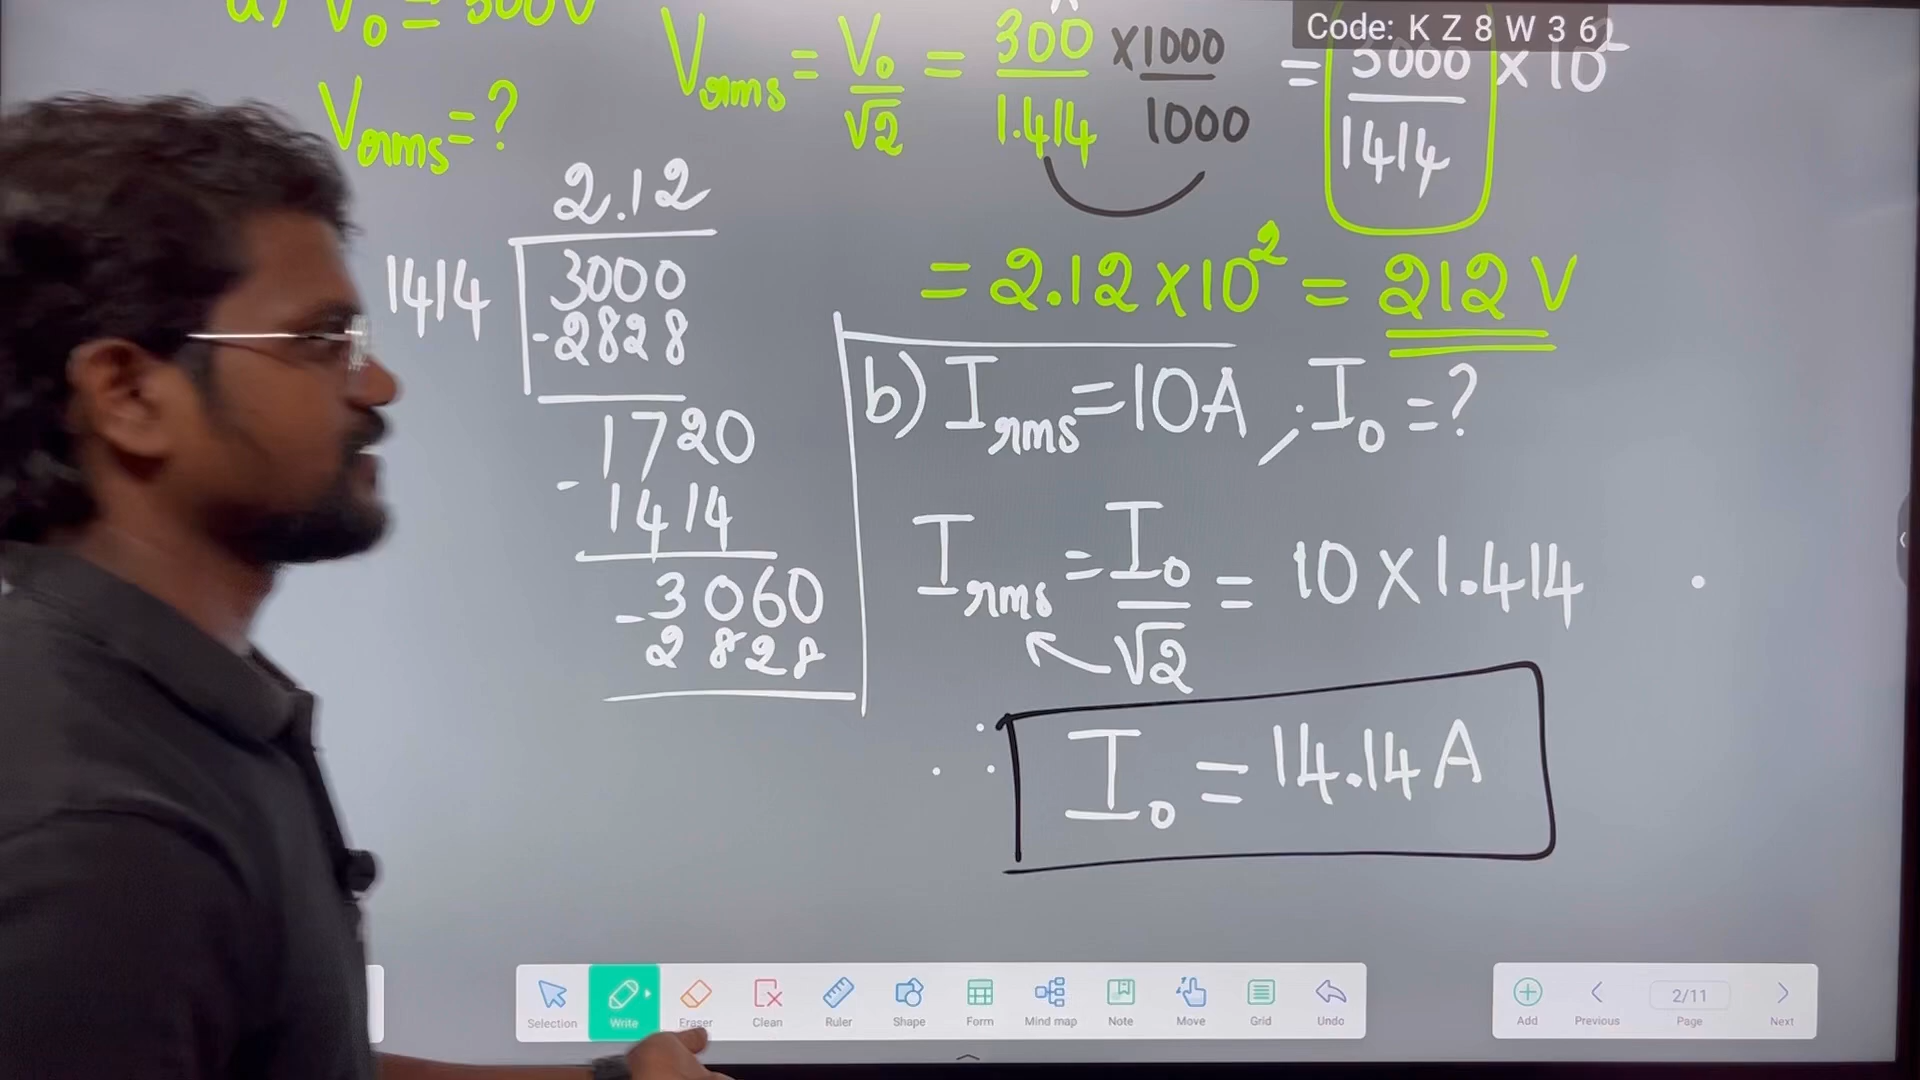 a) V₀ = 300V
Code: K Z 8 W 3 6
Vrms = V₀/√2 = 300/1.414 × 1000/1000 = 3000/1414 × 10²
Vrms = ?
= 2.12 × 10² = 212 V
2.12
1414 3000
-2828
1720
- 1414
- 3060
2828
b) Irms = 10A ; I₀ = ?
Irms = I₀/√2 = 10 × 1.414
∴ I₀ = 14.14 A
Selection Write Eraser Clean Ruler Shape Form Mind map Note Move Grid Undo
Add Previous 2/11 Page Next